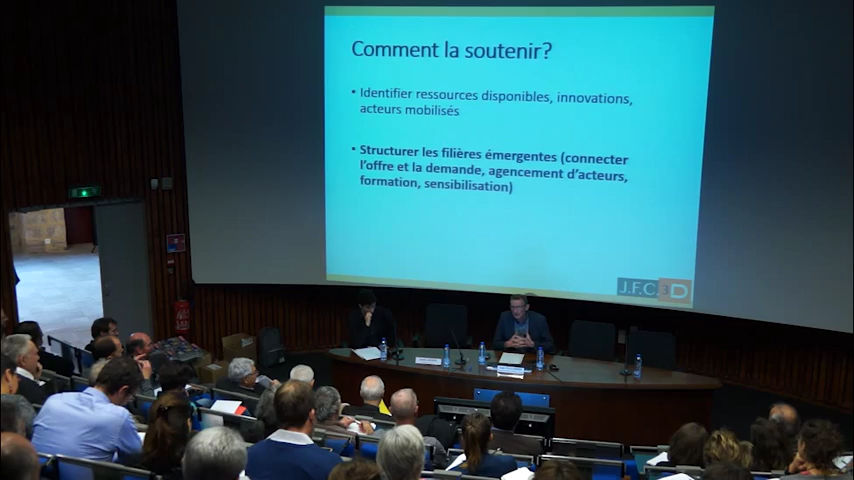 Comment la soutenir?
• Identifier ressources disponibles, innovations,
acteurs mobilisés
• Structurer les filières émergentes (connecter
l'offre et la demande, agencement d'acteurs,
formation, sensibilisation)
J.F.C.3D